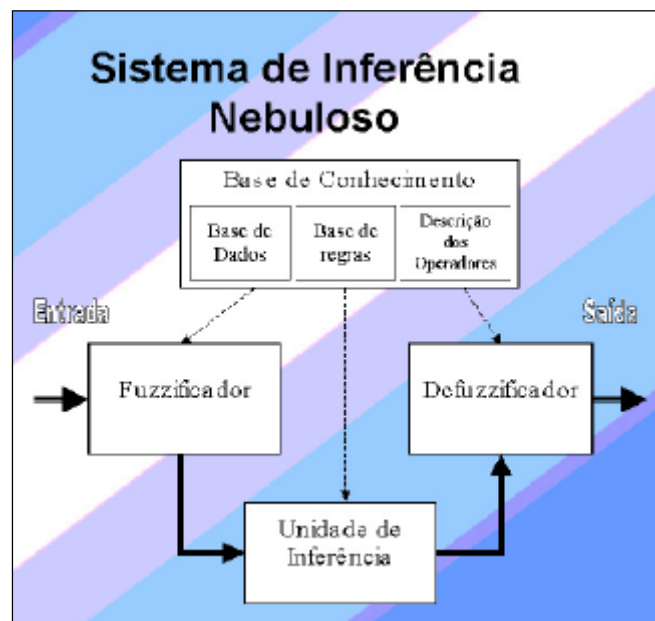 Sistema de Inferência
Nebuloso
Base de Conhecimento
Base de
Dados
Base de
regras
Descrição
dos
Operadores
Entrada
Saída
Fuzzificador
Defuzzificador
Unidade de
Inferência